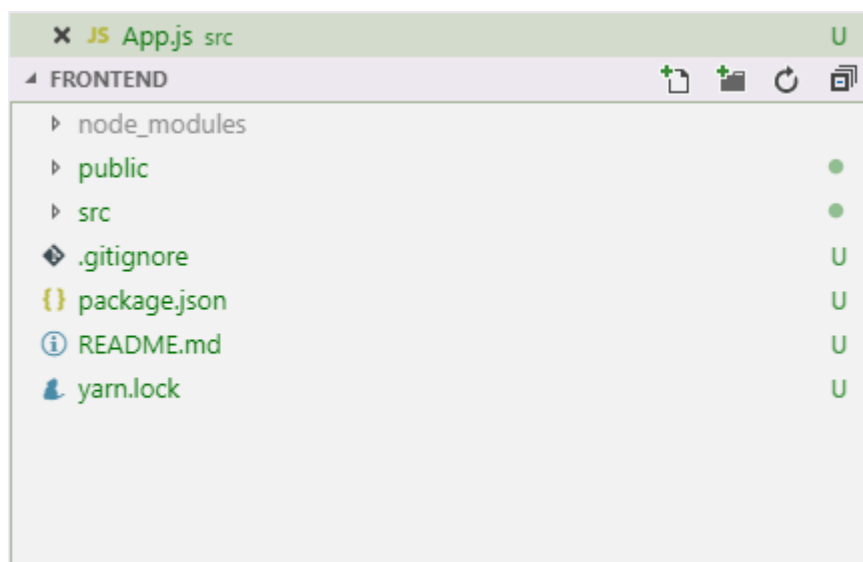 JS App.js src U
FRONTEND
node_modules
public
src
.gitignore U
{} package.json U
README.md U
yarn.lock U